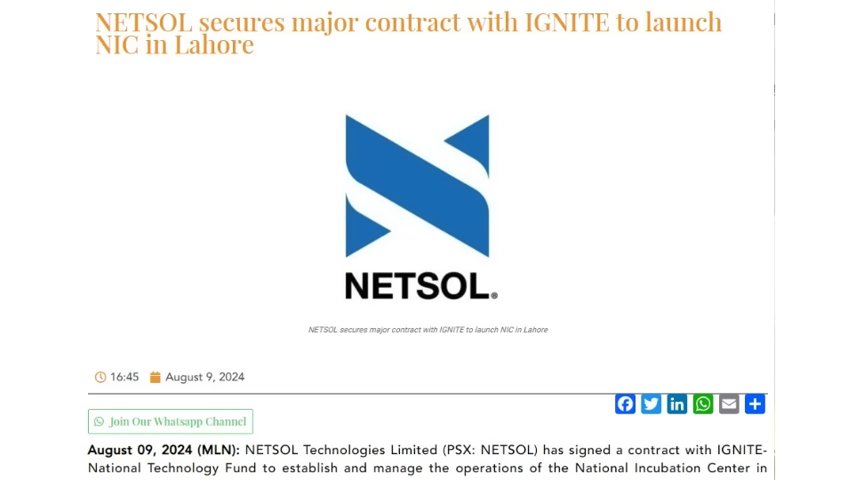 NETSOL secures major contract with IGNITE to launch
NIC in Lahore
NETSOL®
NETSOL secures major contract with IGNITE to launch NIC in Lahore
16:45 August 9, 2024
Join Our Whatsapp Channel
August 09, 2024 (MLN): NETSOL Technologies Limited (PSX: NETSOL) has signed a contract with IGNITE-
National Technology Fund to establish and manage the operations of the National Incubation Center in